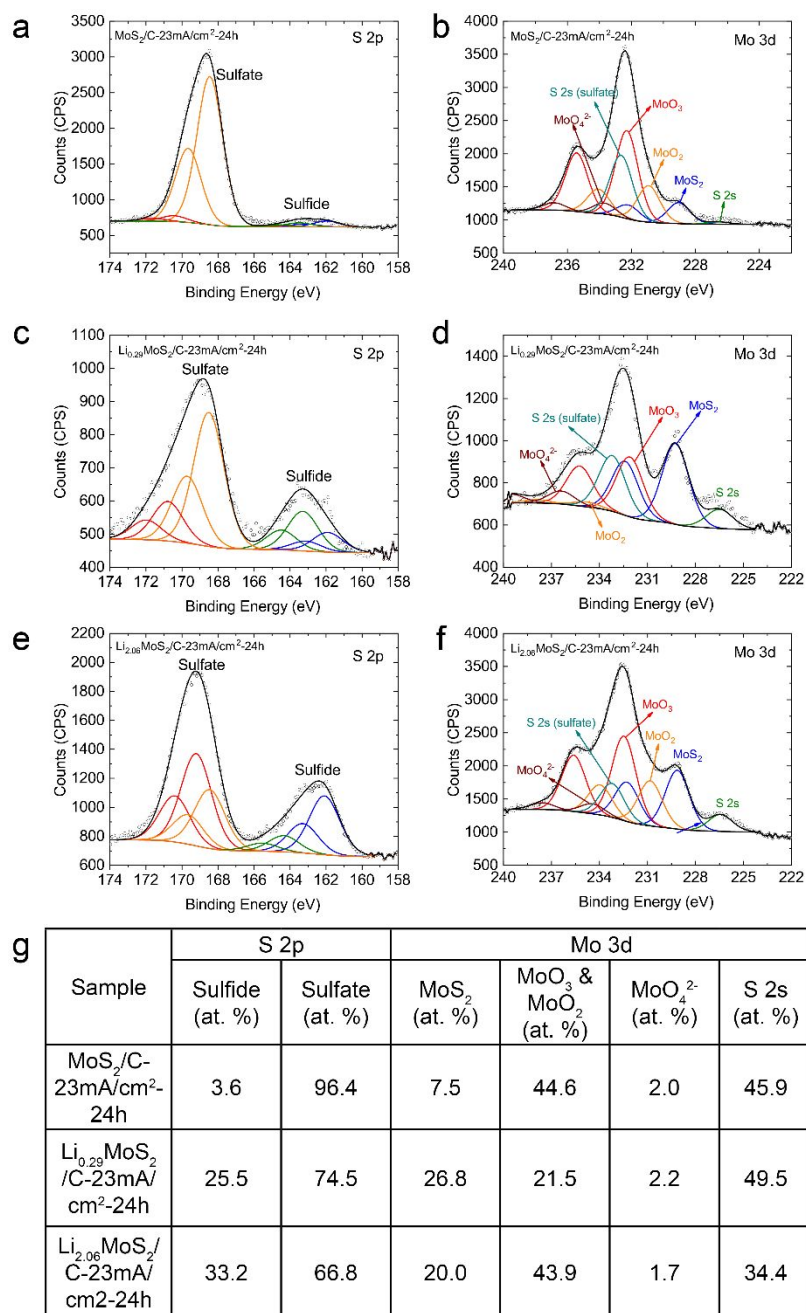 a
MoS₂/C-23mA/cm²-24h
S 2p
Sulfate
Sulfide
Counts (CPS)
3500
3000
2500
2000
1500
1000
500
174 172 170 168 166 164 162 160 158
Binding Energy (eV)
b
MoS₂/C-23mA/cm²-24h
Mo 3d
S 2s (sulfate)
MoO₃
MoO₄²⁻
MoO₂
MoS₂
S 2s
Counts (CPS)
4000
3500
3000
2500
2000
1500
1000
500
240 236 232 228 224
Binding Energy (eV)
c
Li₀.₂₉MoS₂/C-23mA/cm²-24h
S 2p
Sulfate
Sulfide
Counts (CPS)
1100
1000
900
800
700
600
500
400
174 172 170 168 166 164 162 160 158
Binding Energy (eV)
d
Li₀.₂₉MoS₂/C-23mA/cm²-24h
Mo 3d
S 2s (sulfate)
MoO₃
MoS₂
MoO₄²⁻
MoO₂
S 2s
Counts (CPS)
1400
1200
1000
800
600
400
240 237 234 231 228 225 222
Binding Energy (eV)
e
Li₂.₀₆MoS₂/C-23mA/cm²-24h
S 2p
Sulfate
Sulfide
Counts (CPS)
2200
2000
1800
1600
1400
1200
1000
800
600
174 172 170 168 166 164 162 160 158
Binding Energy (eV)
f
Li₂.₀₆MoS₂/C-23mA/cm²-24h
Mo 3d
MoO₃
S 2s (sulfate)
MoO₂
MoS₂
MoO₄²⁻
S 2s
Counts (CPS)
4000
3500
3000
2500
2000
1500
1000
500
240 237 234 231 228 225 222
Binding Energy (eV)
g
Sample
S 2p
Mo 3d
Sulfide (at. %)
Sulfate (at. %)
MoS₂ (at. %)
MoO₃ & MoO₂ (at. %)
MoO₄²⁻ (at. %)
S 2s (at. %)
MoS₂/C-
23mA/cm²-
24h
3.6 96.4 7.5 44.6 2.0 45.9
Li₀.₂₉MoS₂
/C-23mA/
cm²-24h
25.5 74.5 26.8 21.5 2.2 49.5
Li₂.₀₆MoS₂/
C-23mA/
cm2-24h
33.2 66.8 20.0 43.9 1.7 34.4